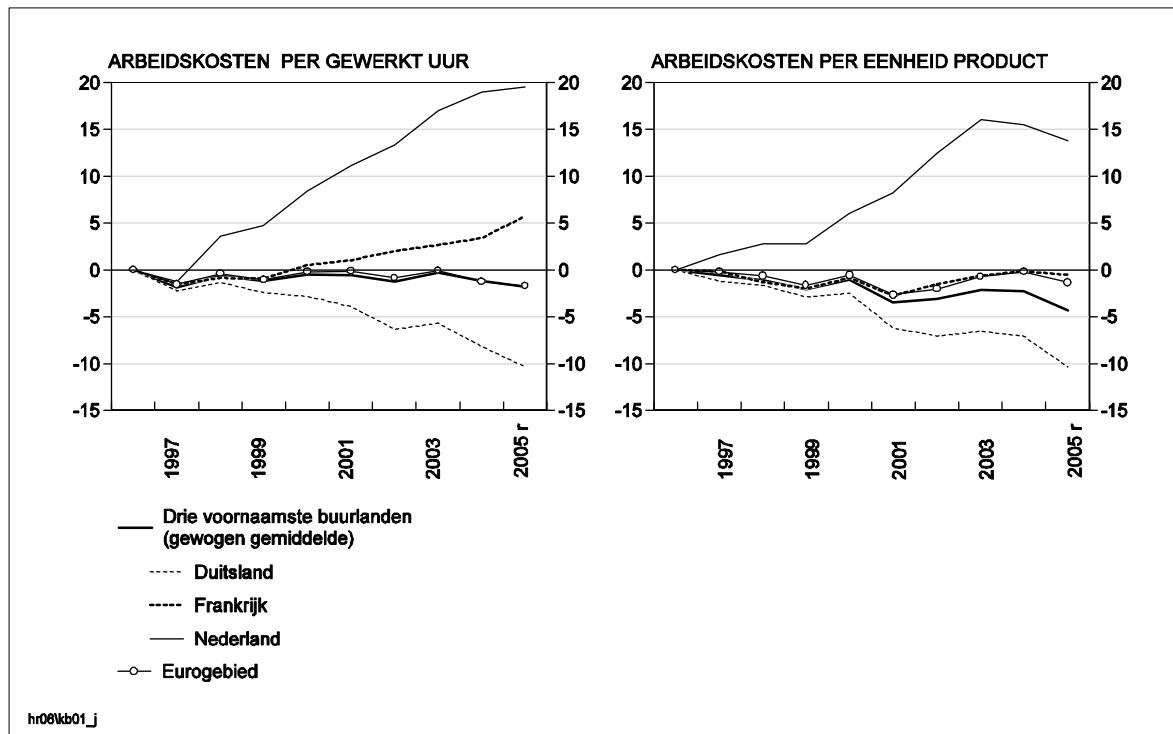 ARBEIDSKOSTEN PER GEWERKT UUR
20 20
15 15
10 10
5 5
0 0
-5 -5
-10 -10
-15 -15
1997 1999 2001 2003 2005 r
ARBEIDSKOSTEN PER EENHEID PRODUCT
20 20
15 15
10 10
5 5
0 0
-5 -5
-10 -10
-15 -15
1997 1999 2001 2003 2005 r
Drie voornaamste buurlanden
(gewogen gemiddelde)
Duitsland
Frankrijk
Nederland
Eurogebied
hr06\kb01_j